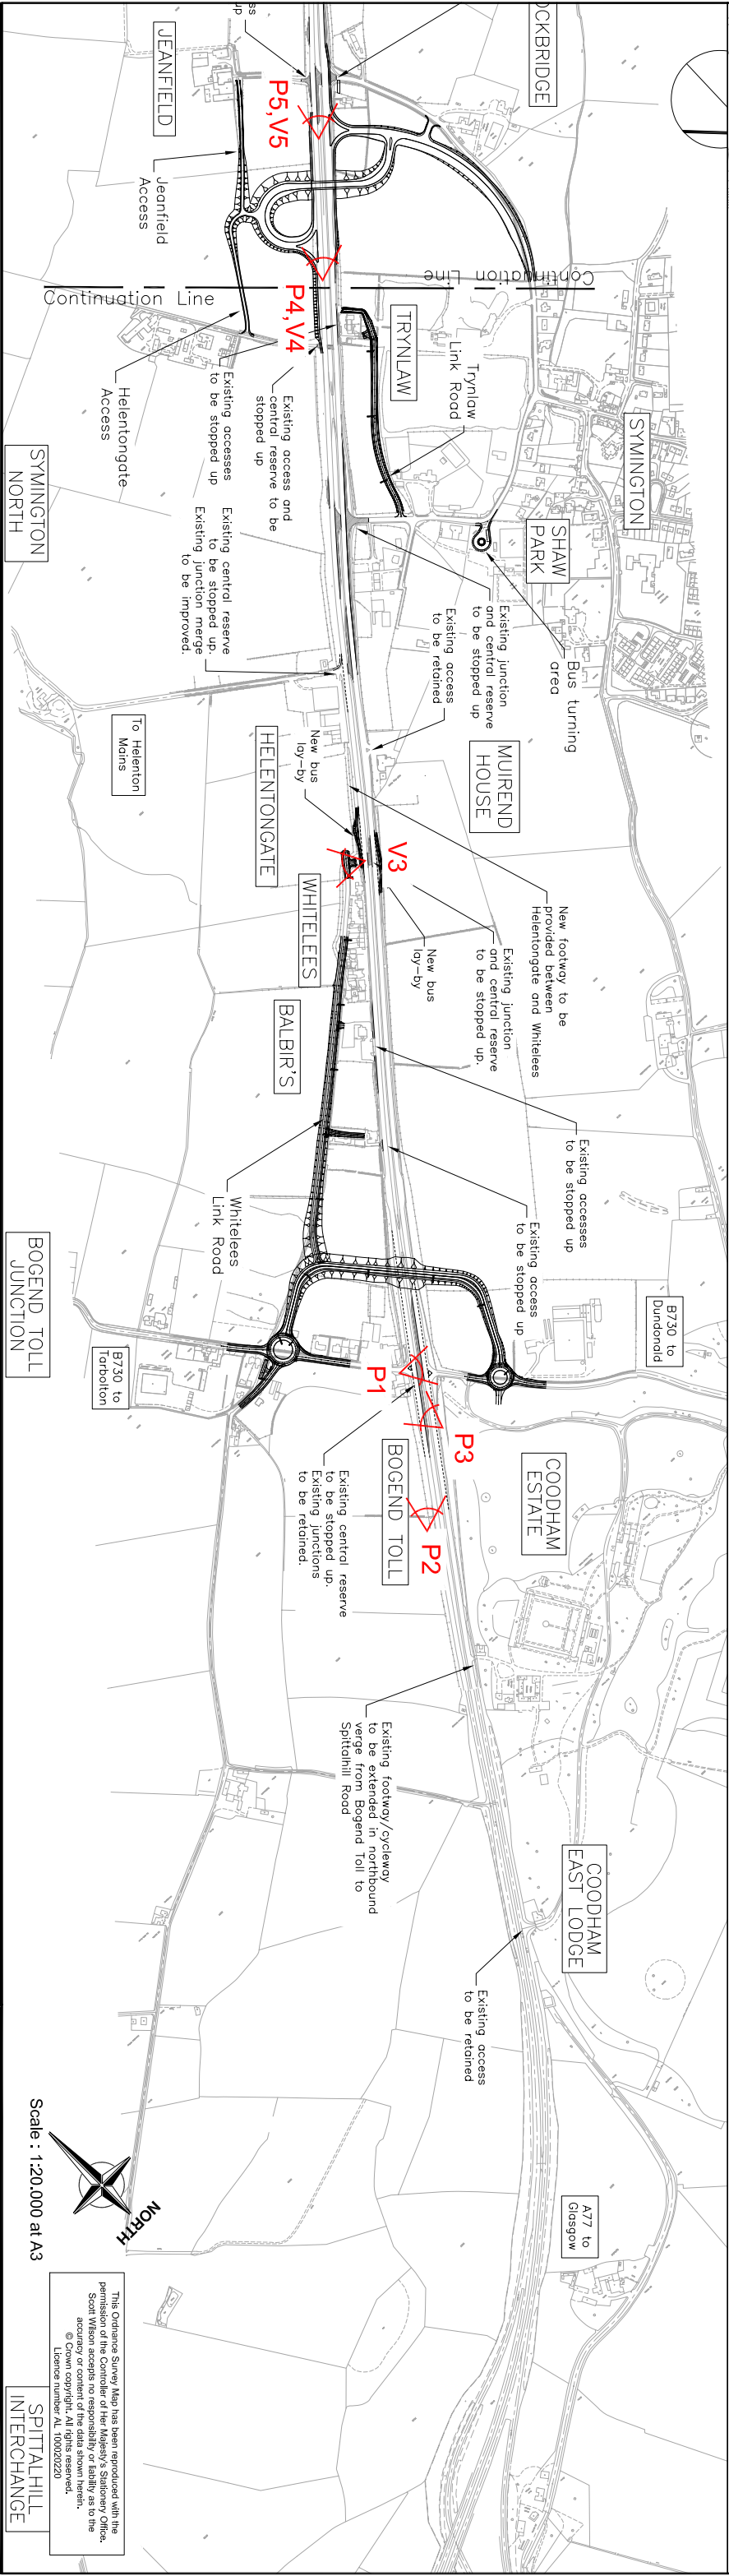 OCKBRIDGE
ss
up
JEANFIELD
P5,V5
Jeanfield
Access
Continuation Line
Continuation Line
P4,V4
TRYNLAW
Trynlaw
Link Road
SYMINGTON
SHAW
PARK
Bus turning
area
Helentongate
Access
Existing accesses
to be stopped up
Existing access and
central reserve to be
stopped up
SYMINGTON
NORTH
Existing central reserve
to be stopped up.
Existing junction merge
to be improved.
Existing junction
and central reserve
to be stopped up
Existing access
to be retained
To Helenton
Mains
MUIREND
HOUSE
New bus
lay-by
HELENTONGATE
V3
WHITELEES
New footway to be
provided between
Helentongate and Whitelees
Existing junction
and central reserve
to be stopped up.
New bus
lay-by
BALBIR'S
Existing accesses
to be stopped up
Existing access
to be stopped up
Whitelees
Link Road
BOGEND TOLL
JUNCTION
B730 to
Dundonald
B730 to
Tarbolton
P1
P3
P2
BOGEND TOLL
COODHAM
ESTATE
Existing central reserve
to be stopped up.
Existing junctions
to be retained.
Existing footway/cycleway
to be extended in northbound
verge from Bogend Toll to
Spittalhill Road
COODHAM
EAST LODGE
Existing access
to be retained
A77 to
Glasgow
NORTH
Scale : 1:20.000 at A3
This Ordnance Survey Map has been reproduced with the
permission of the Controller of Her Majesty's Stationery Office.
Scott Wilson accepts no responsibility or liability as to the
accuracy or content of the data shown herein.
© Crown copyright. All rights reserved.
Licence number AL 100020220
SPITTALHILL
INTERCHANGE